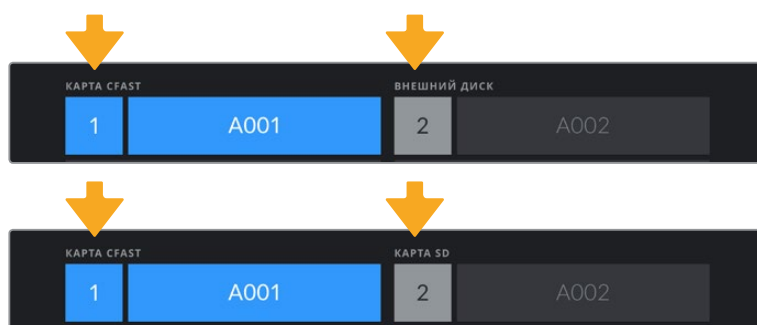 КАРТА CFAST ВНЕШНИЙ ДИСК
1 A001 2 A002
КАРТА CFAST КАРТА SD
1 A001 2 A002